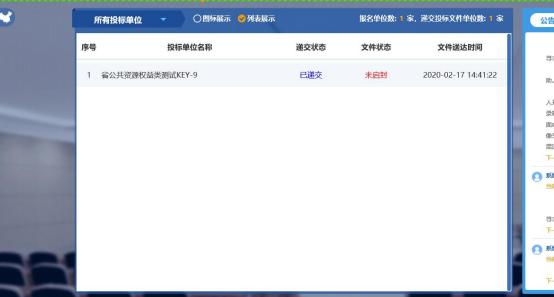 所有投标单位 图标展示 列表展示 报名单位数: 1 家, 递交投标文件单位数: 1 家
序号 投标单位名称 递交状态 文件状态 文件送达时间
1 省公共资源权益类测试KEY-9 已递交 未启封 2020-02-17 14:41:22
公告